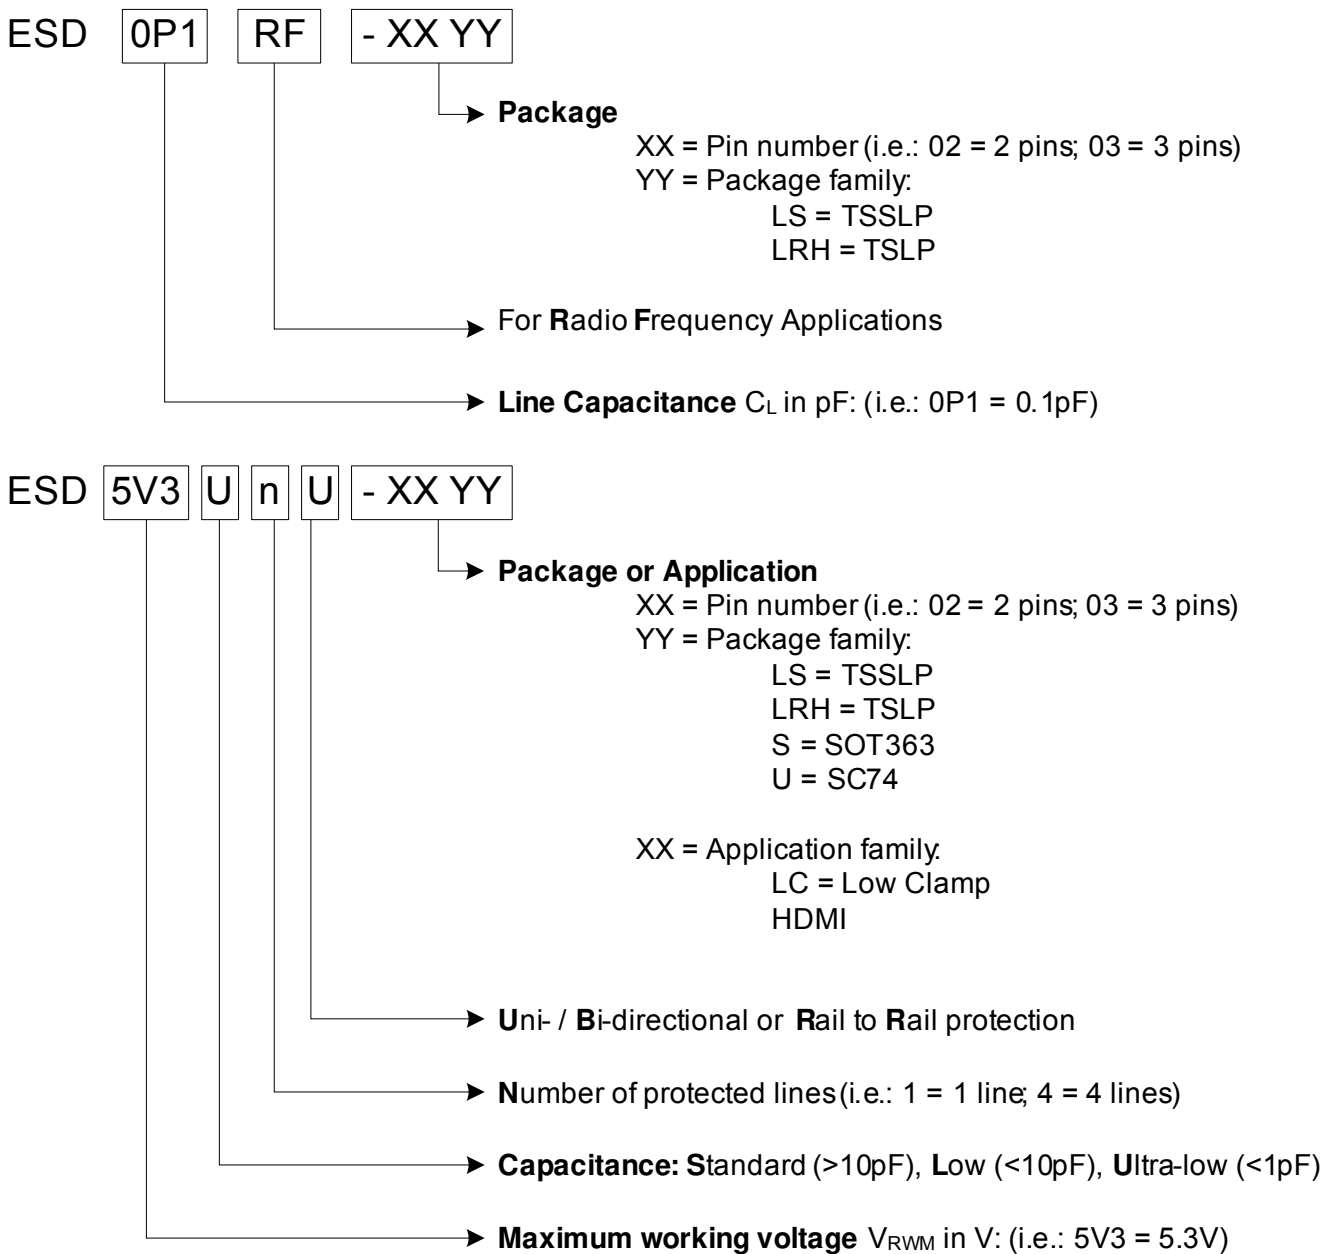 ESD 0P1 RF - XX YY
Package
XX = Pin number (i.e.: 02 = 2 pins; 03 = 3 pins)
YY = Package family:
LS = TSSLP
LRH = TSLP
For Radio Frequency Applications
Line Capacitance CL in pF: (i.e.: 0P1 = 0.1pF)
ESD 5V3 U n U - XX YY
Package or Application
XX = Pin number (i.e.: 02 = 2 pins; 03 = 3 pins)
YY = Package family:
LS = TSSLP
LRH = TSLP
S = SOT363
U = SC74
XX = Application family:
LC = Low Clamp
HDMI
Uni- / Bi-directional or Rail to Rail protection
Number of protected lines (i.e.: 1 = 1 line; 4 = 4 lines)
Capacitance: Standard (>10pF), Low (<10pF), Ultra-low (<1pF)
Maximum working voltage VRWM in V: (i.e.: 5V3 = 5.3V)